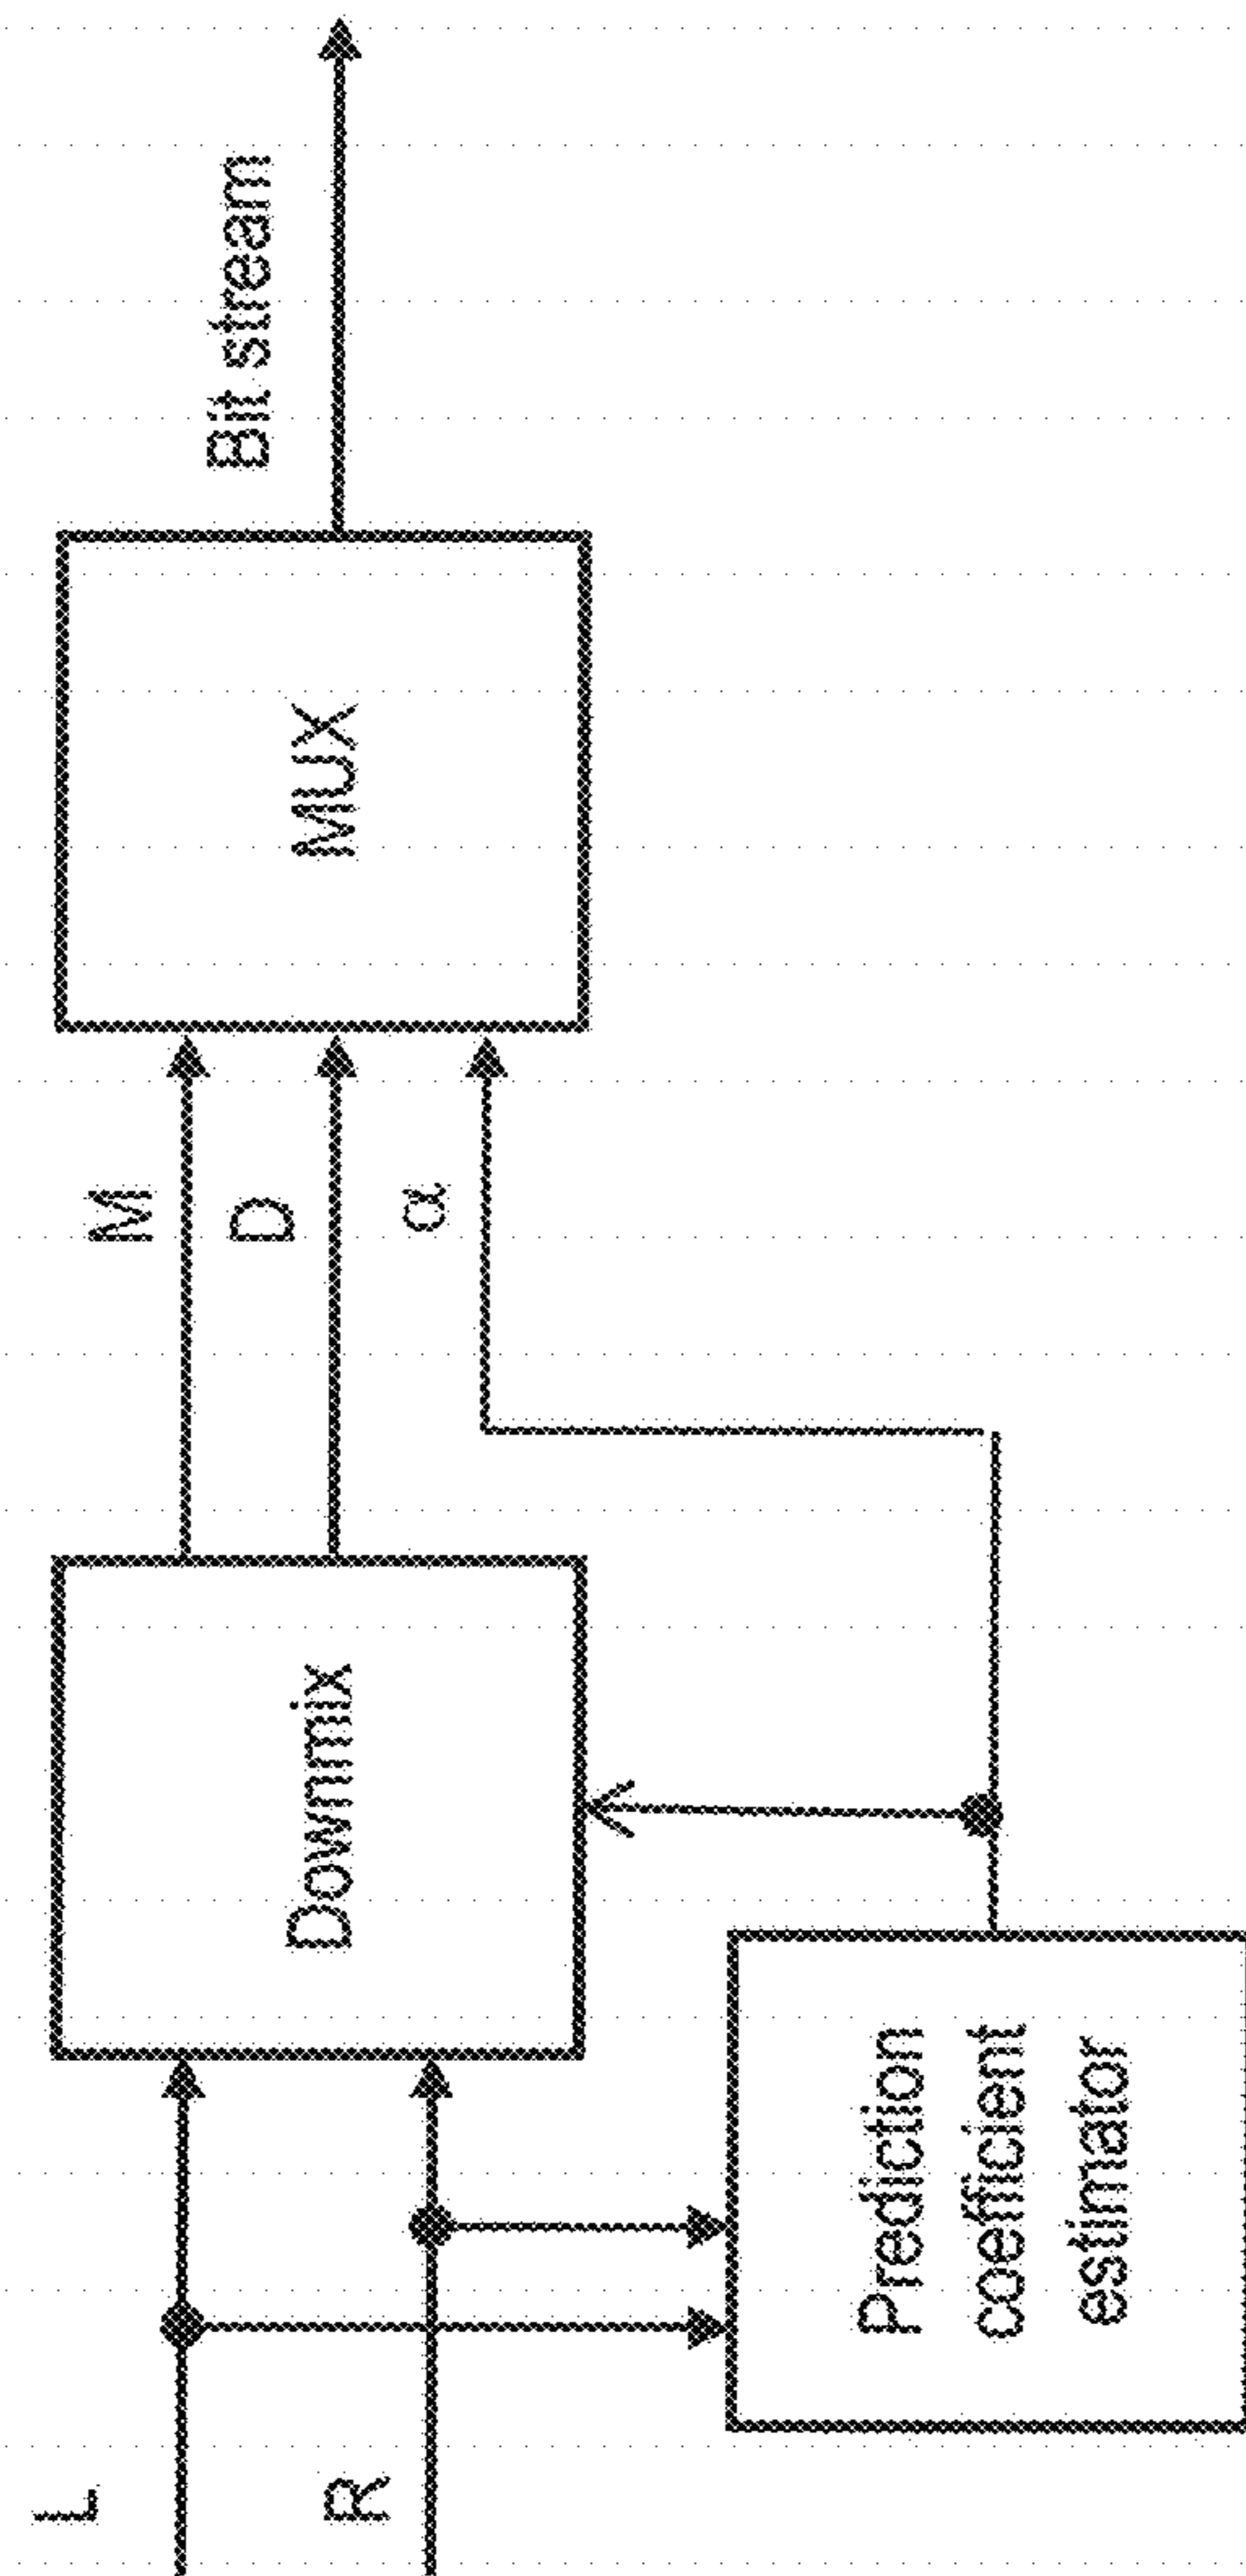 L
R
Downmix
Prediction
coefficient
estimator
M
D
α
MUX
Bit stream